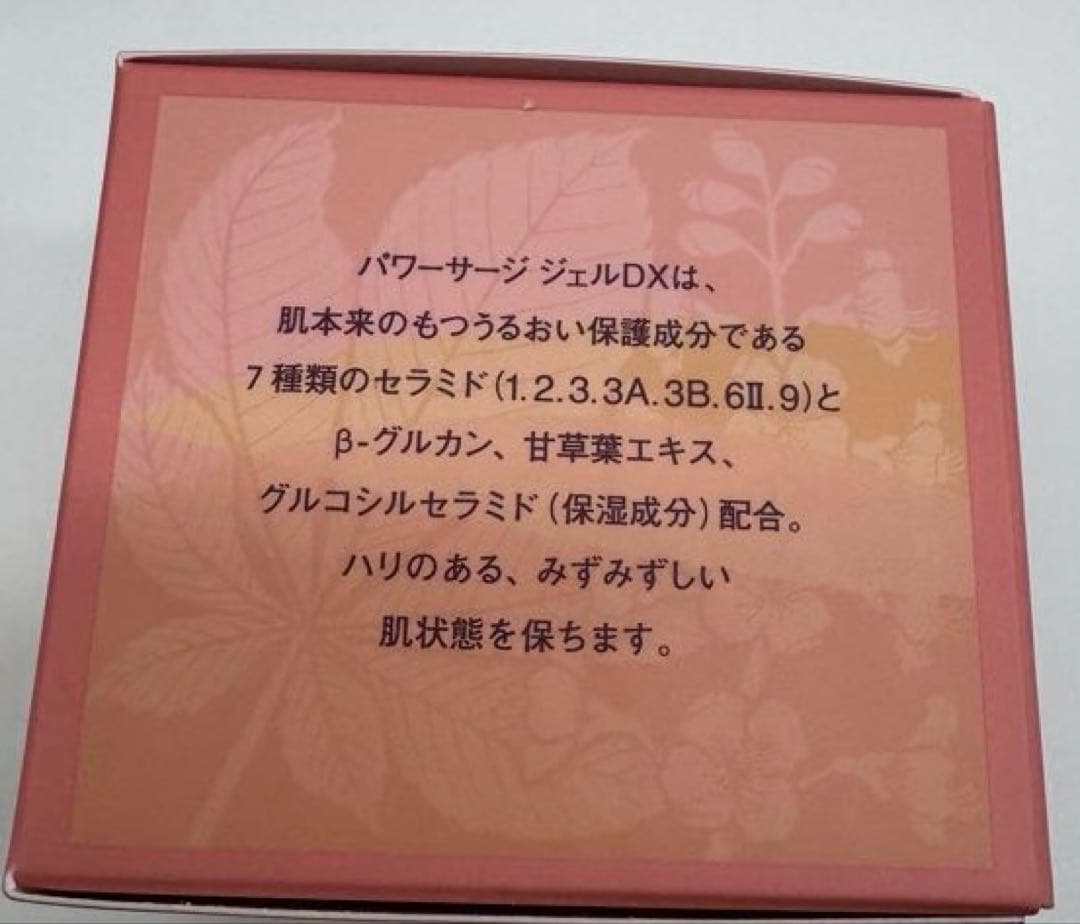 パワーサージ ジェルDXは、
肌本来のもつうるおい保護成分である
7種類のセラミド(1.2.3.3A.3B.6Ⅱ.9)と
β-グルカン、甘草葉エキス、
グルコシルセラミド(保湿成分)配合。
ハリのある、みずみずしい
肌状態を保ちます。